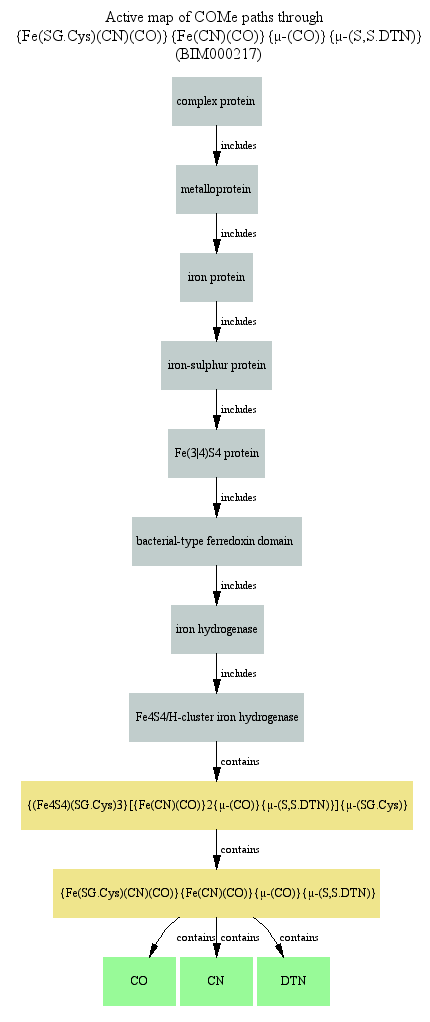 Active map of COMe paths through
{Fe(SG.Cys)(CN)(CO)}{Fe(CN)(CO)}{μ-(CO)}{μ-(S,S.DTN)}
(BIM000217)
complex protein
includes
metalloprotein
includes
iron protein
includes
iron-sulphur protein
includes
Fe(3|4)S4 protein
includes
bacterial-type ferredoxin domain
includes
iron hydrogenase
includes
Fe4S4/H-cluster iron hydrogenase
contains
{(Fe4S4)(SG.Cys)3}[{Fe(CN)(CO)}2{μ-(CO)}{μ-(S,S.DTN)}]{μ-(SG.Cys)}
contains
{Fe(SG.Cys)(CN)(CO)}{Fe(CN)(CO)}{μ-(CO)}{μ-(S,S.DTN)}
contains contains contains
CO CN DTN